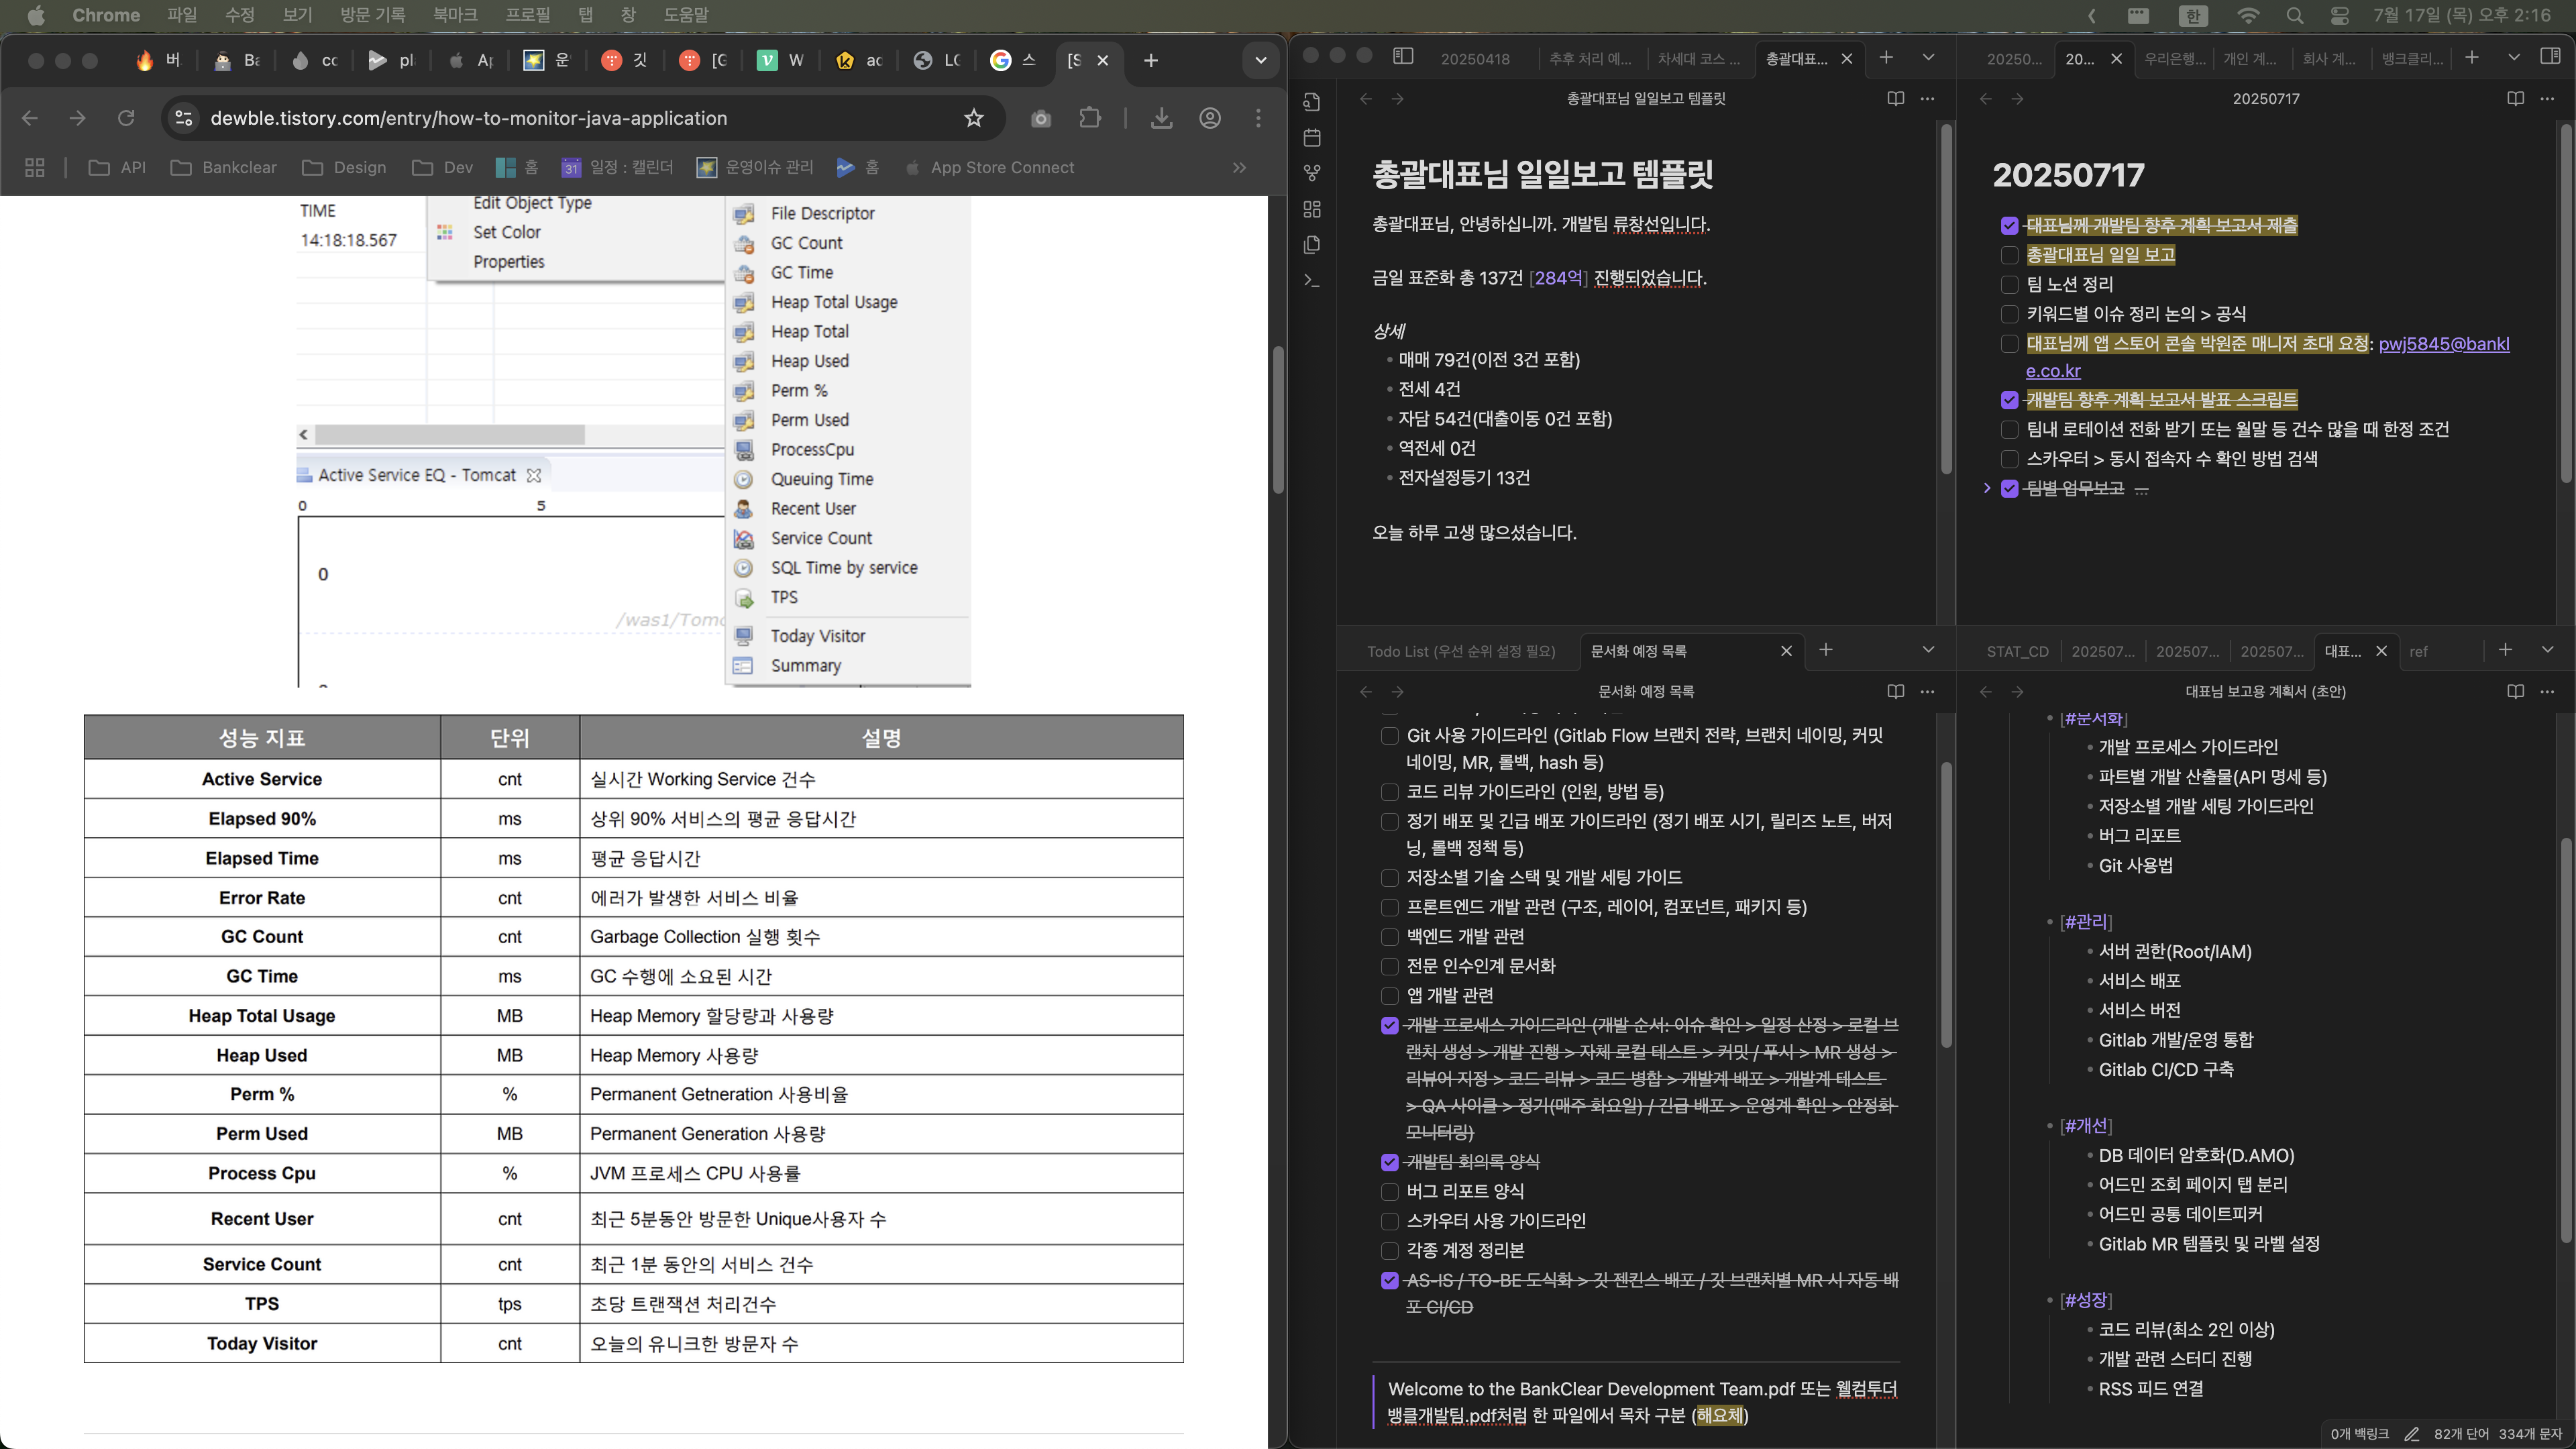 Chrome 파일 수정 보기 방문 기록 북마크 프로필 탭 창 도움말
한 7월 17일 (목) 오후 2:16
버 Ba cc pl Ap 운 깃 [G W ac LC 스 [S
dewble.tistory.com/entry/how-to-monitor-java-application
API Bankclear Design Dev 홈 31 일정 : 캘린더 운영이슈 관리 홈 App Store Connect
TIME
14:18:18.567
Edit Object Type
Set Color
Properties
File Descriptor
GC Count
GC Time
Heap Total Usage
Heap Total
Heap Used
Perm %
Perm Used
ProcessCpu
Queuing Time
Recent User
Service Count
SQL Time by service
TPS
Today Visitor
Summary
Active Service EQ - Tomcat
0 5
0
/was1/Tomc
성능 지표 단위 설명
Active Service cnt 실시간 Working Service 건수
Elapsed 90% ms 상위 90% 서비스의 평균 응답시간
Elapsed Time ms 평균 응답시간
Error Rate cnt 에러가 발생한 서비스 비율
GC Count cnt Garbage Collection 실행 횟수
GC Time ms GC 수행에 소요된 시간
Heap Total Usage MB Heap Memory 할당량과 사용량
Heap Used MB Heap Memory 사용량
Perm % % Permanent Getneration 사용비율
Perm Used MB Permanent Generation 사용량
Process Cpu % JVM 프로세스 CPU 사용률
Recent User cnt 최근 5분동안 방문한 Unique사용자 수
Service Count cnt 최근 1분 동안의 서비스 건수
TPS tps 초당 트랜잭션 처리건수
Today Visitor cnt 오늘의 유니크한 방문자 수
20250418 추후 처리 예... 차세대 코스 ... 총괄대표...
총괄대표님 일일보고 템플릿
총괄대표님 일일보고 템플릿
총괄대표님, 안녕하십니까. 개발팀 류창선입니다.
금일 표준화 총 137건 [284억] 진행되었습니다.
상세
매매 79건(이전 3건 포함)
전세 4건
자담 54건(대출이동 0건 포함)
역전세 0건
전자설정등기 13건
오늘 하루 고생 많으셨습니다.
20250... 20... 우리은행... 개인 계... 회사 계... 뱅크클리...
20250717
20250717
대표님께 개발팀 향후 계획 보고서 제출
총괄대표님 일일 보고
팀 노션 정리
키워드별 이슈 정리 논의 > 공식
대표님께 앱 스토어 콘솔 박원준 매니저 초대 요청: pwj5845@bankl
e.co.kr
개발팀 향후 계획 보고서 발표 스크립트
팀내 로테이션 전화 받기 또는 월말 등 건수 많을 때 한정 조건
스카우터 > 동시 접속자 수 확인 방법 검색
팀별 업무보고 ...
Todo List (우선 순위 설정 필요) 문서화 예정 목록
문서화 예정 목록
Git 사용 가이드라인 (Gitlab Flow 브랜치 전략, 브랜치 네이밍, 커밋
네이밍, MR, 롤백, hash 등)
코드 리뷰 가이드라인 (인원, 방법 등)
정기 배포 및 긴급 배포 가이드라인 (정기 배포 시기, 릴리즈 노트, 버저
닝, 롤백 정책 등)
저장소별 기술 스택 및 개발 세팅 가이드
프론트엔드 개발 관련 (구조, 레이어, 컴포넌트, 패키지 등)
백엔드 개발 관련
전문 인수인계 문서화
앱 개발 관련
개발 프로세스 가이드라인 (개발 순서: 이슈 확인 > 일정 산정 > 로컬 브
랜치 생성 > 개발 진행 > 자체 로컬 테스트 > 커밋 / 푸시 > MR 생성 >
리뷰어 지정 > 코드 리뷰 > 코드 병합 > 개발계 배포 > 개발계 테스트
> QA 사이클 > 정기(매주 화요일) / 긴급 배포 > 운영계 확인 > 안정화
모니터링)
개발팀 회의록 양식
버그 리포트 양식
스카우터 사용 가이드라인
각종 계정 정리본
AS-IS / TO-BE 도식화 > 깃 젠킨스 배포 / 깃 브랜치별 MR 시 자동 배
포 CI/CD
Welcome to the BankClear Development Team.pdf 또는 웰컴투더
뱅클개발팀.pdf처럼 한 파일에서 목차 구분 (해요체)
STAT_CD 202507... 202507... 202507... 대표... ref
대표님 보고용 계획서 (초안)
[#문서화]
개발 프로세스 가이드라인
파트별 개발 산출물(API 명세 등)
저장소별 개발 세팅 가이드라인
버그 리포트
Git 사용법
[#관리]
서버 권한(Root/IAM)
서비스 배포
서비스 버전
Gitlab 개발/운영 통합
Gitlab CI/CD 구축
[#개선]
DB 데이터 암호화(D.AMO)
어드민 조회 페이지 탭 분리
어드민 공통 데이트피커
Gitlab MR 템플릿 및 라벨 설정
[#성장]
코드 리뷰(최소 2인 이상)
개발 관련 스터디 진행
RSS 피드 연결
0개 백링크 82개 단어 334개 문자